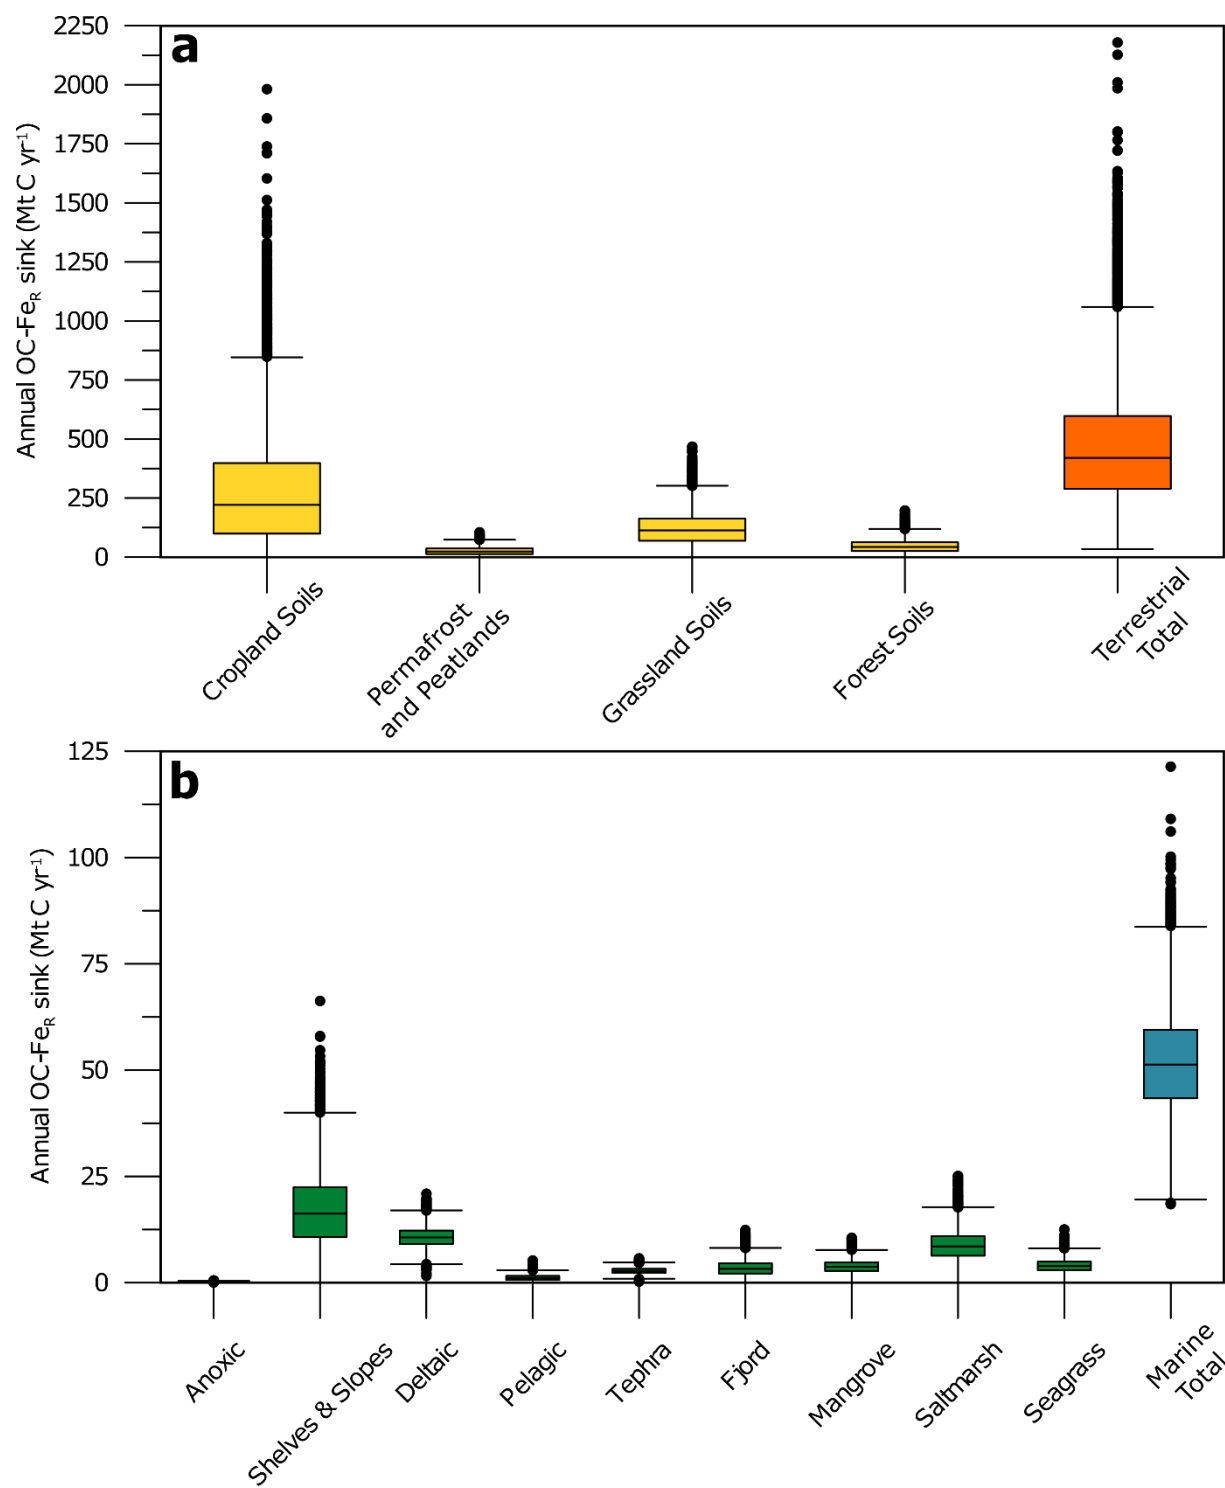 a
Annual OC-Fe_R sink (Mt C yr⁻¹)
2250
2000
1750
1500
1250
1000
750
500
250
0
Cropland Soils
Permafrost
and Peatlands
Grassland Soils
Forest Soils
Terrestrial
Total
b
Annual OC-Fe_R sink (Mt C yr⁻¹)
125
100
75
50
25
0
Anoxic
Shelves & Slopes
Deltaic
Pelagic
Tephra
Fjord
Mangrove
Saltmarsh
Seagrass
Marine
Total